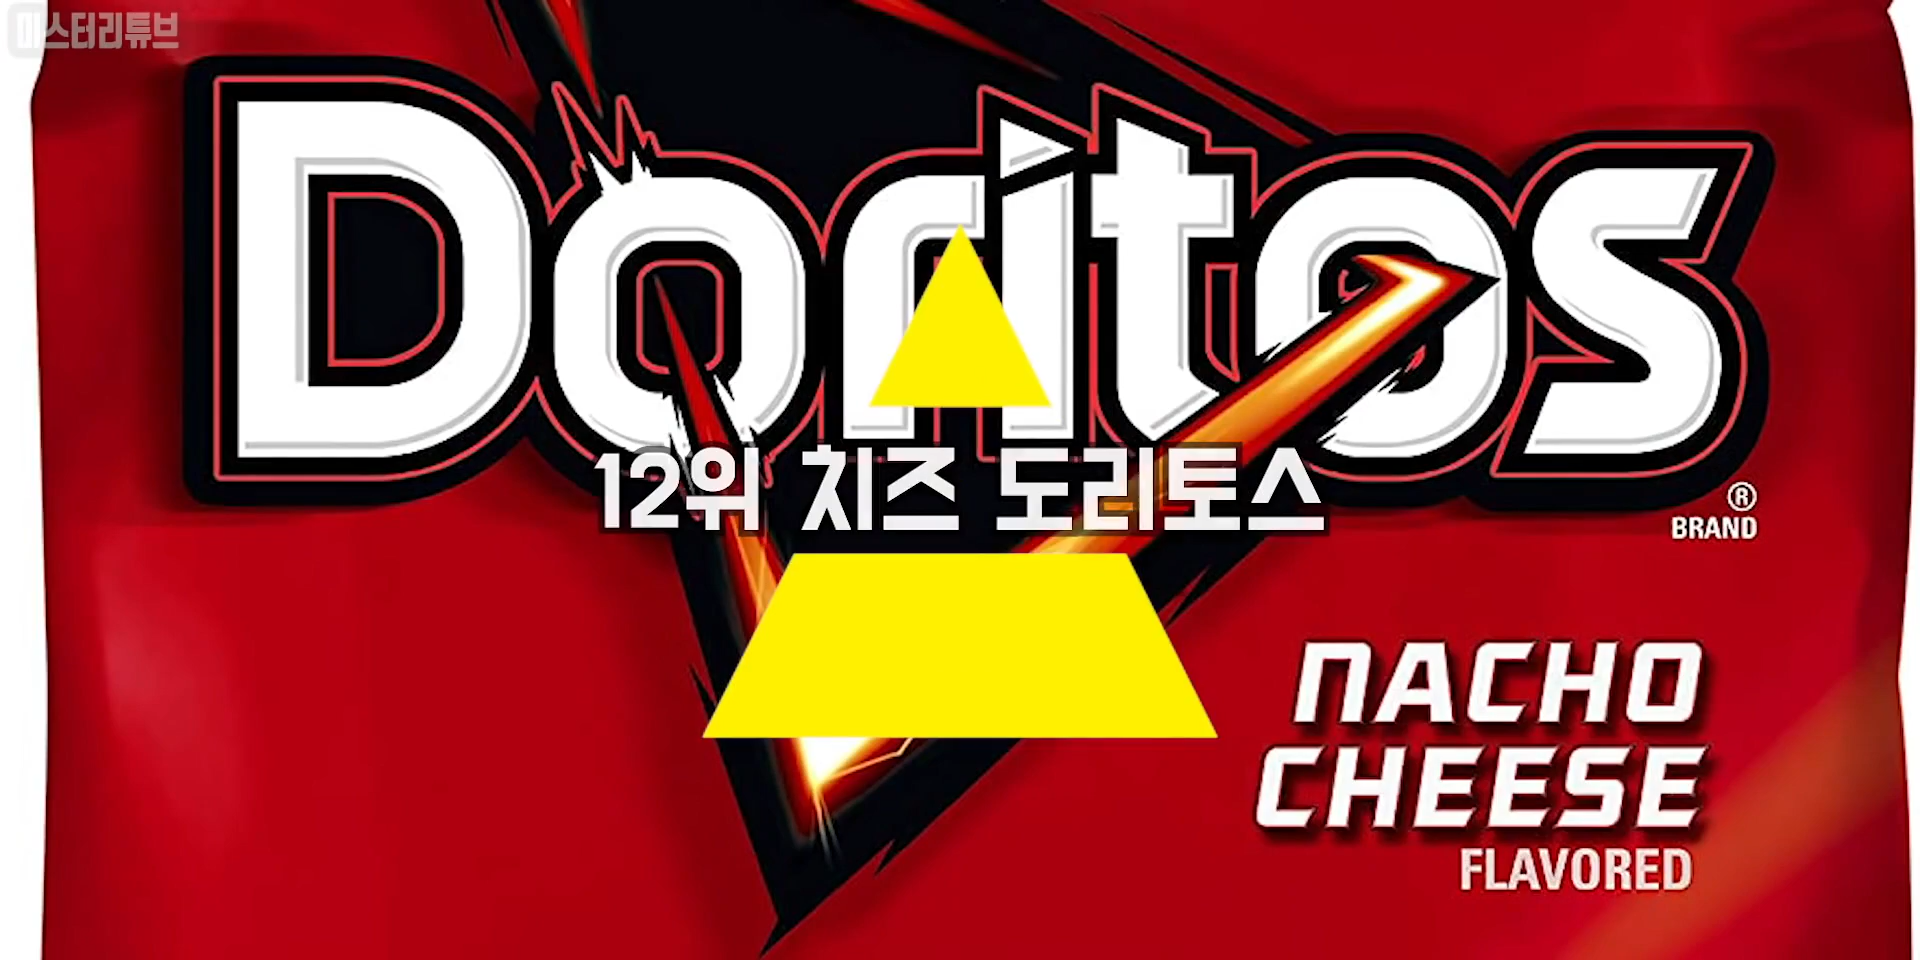 미스터리튜브
Doritos
12위 치즈 도리토스
®
BRAND
NACHO
CHEESE
FLAVORED